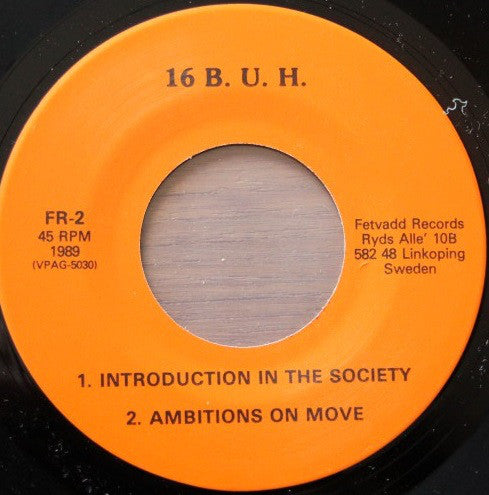 16 B. U. H.
FR-2
45 RPM
1989
(VPAG-5030)
Fetvadd Records
Ryds Alle' 10B
582 48 Linkoping
Sweden
1. INTRODUCTION IN THE SOCIETY
2. AMBITIONS ON MOVE